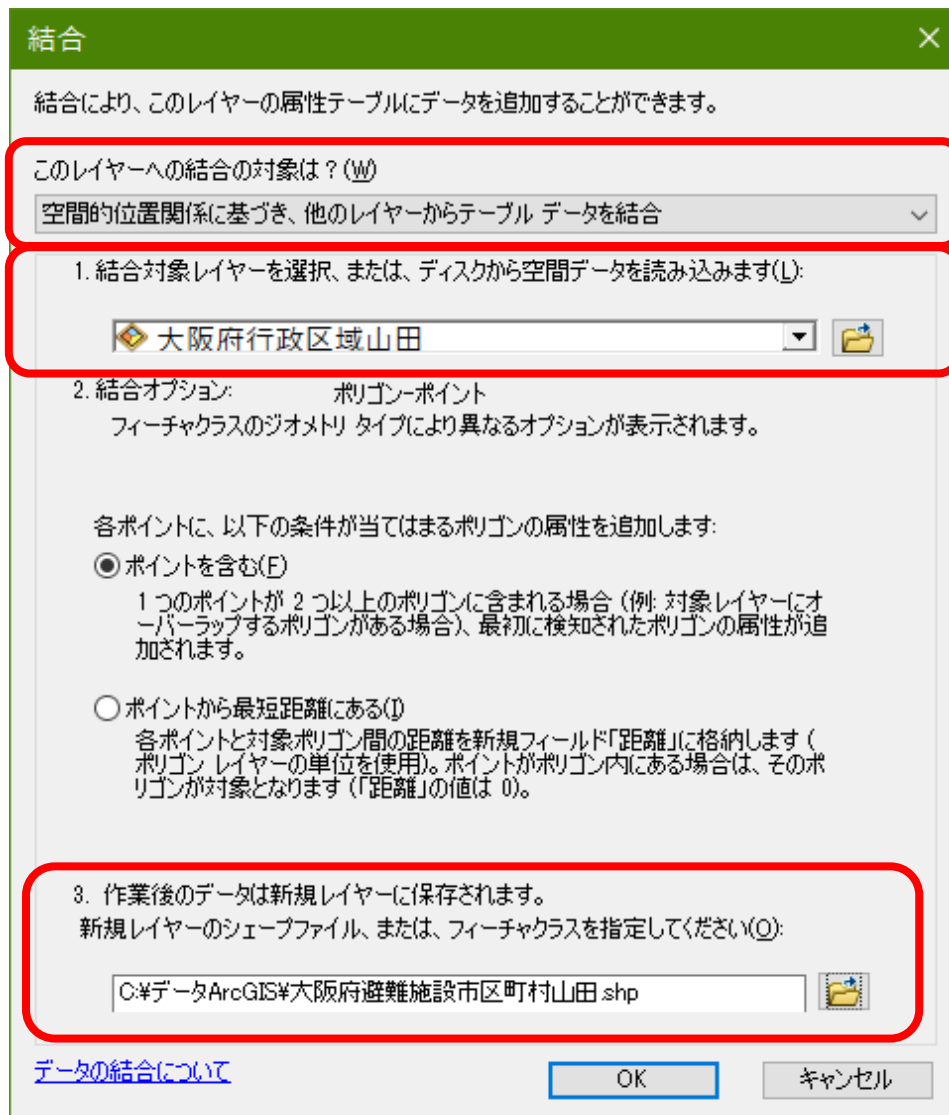 結合
結合により、このレイヤーの属性テーブルにデータを追加することができます。
このレイヤーへの結合の対象は？(W)
空間的位置関係に基づき、他のレイヤーからテーブル データを結合
1. 結合対象レイヤーを選択、または、ディスクから空間データを読み込みます(L):
大阪府行政区域山田
2. 結合オプション: ポリゴン-ポイント
フィーチャクラスのジオメトリ タイプにより異なるオプションが表示されます。
各ポイントに、以下の条件が当てはまるポリゴンの属性を追加します:
ポイントを含む(F)
1 つのポイントが 2 つ以上のポリゴンに含まれる場合 (例: 対象レイヤーにオ
ーバーラップするポリゴンがある場合)、最初に検知されたポリゴンの属性が追
加されます。
ポイントから最短距離にある(I)
各ポイントと対象ポリゴン間の距離を新規フィールド「距離」に格納します (
ポリゴン レイヤーの単位を使用)。ポイントがポリゴン内にある場合は、そのポ
リゴンが対象となります (「距離」の値は 0)。
3. 作業後のデータは新規レイヤーに保存されます。
新規レイヤーのシェープファイル、または、フィーチャクラスを指定してください(O):
C:¥データArcGIS¥大阪府避難施設市区町村山田.shp
データの結合について
OK
キャンセル